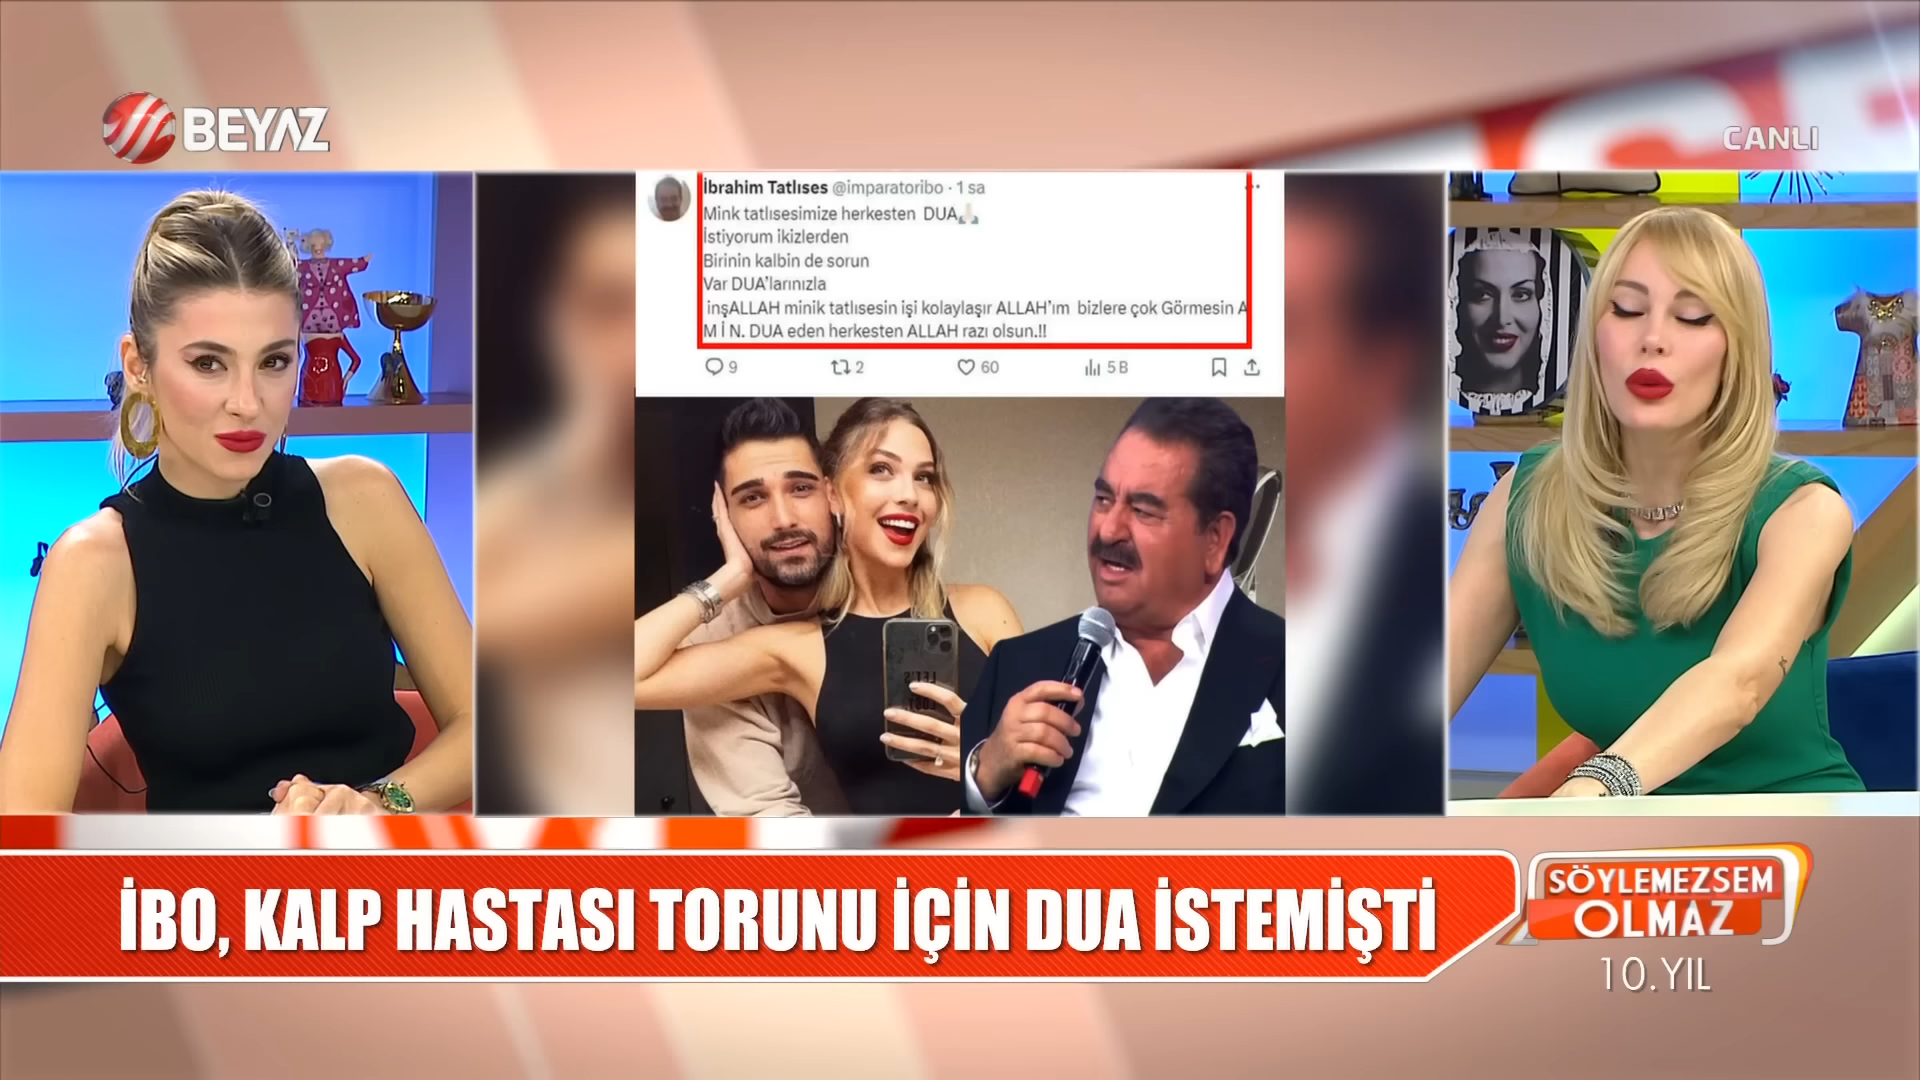 BEYAZ
CANLI
İbrahim Tatlıses @imparatoribo · 1 sa
Mink tatlısesimize herkesten DUA🙏🏻
İstiyorum ikizlerden
Birinin kalbin de sorun
Var DUA'larınızla
inşALLAH minik tatlısesin işi kolaylaşır ALLAH'ım bizlere çok Görmesin A
M İ N. DUA eden herkesten ALLAH razı olsun.!!
9 2 60 5 B
İBO, KALP HASTASI TORUNU İÇİN DUA İSTEMİŞTİ
SÖYLEMEZSEM
OLMAZ
10.YIL